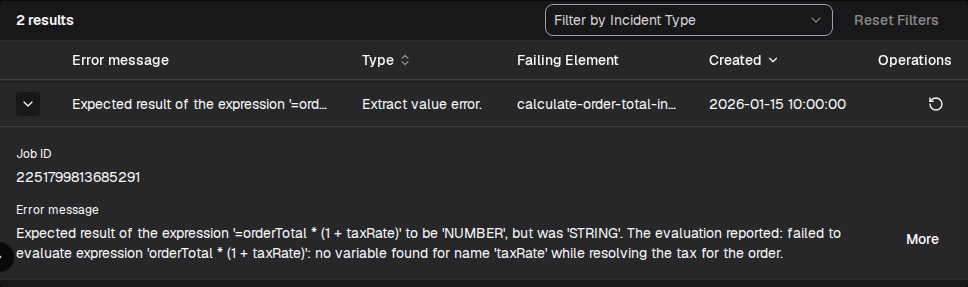 2 results
Filter by Incident Type
Reset Filters
Error message Type Failing Element Created Operations
Expected result of the expression '=ord... Extract value error. calculate-order-total-in... 2026-01-15 10:00:00
Job ID
2251799813685291
Error message
Expected result of the expression '=orderTotal * (1 + taxRate)' to be 'NUMBER', but was 'STRING'. The evaluation reported: failed to
evaluate expression 'orderTotal * (1 + taxRate)': no variable found for name 'taxRate' while resolving the tax for the order.
More